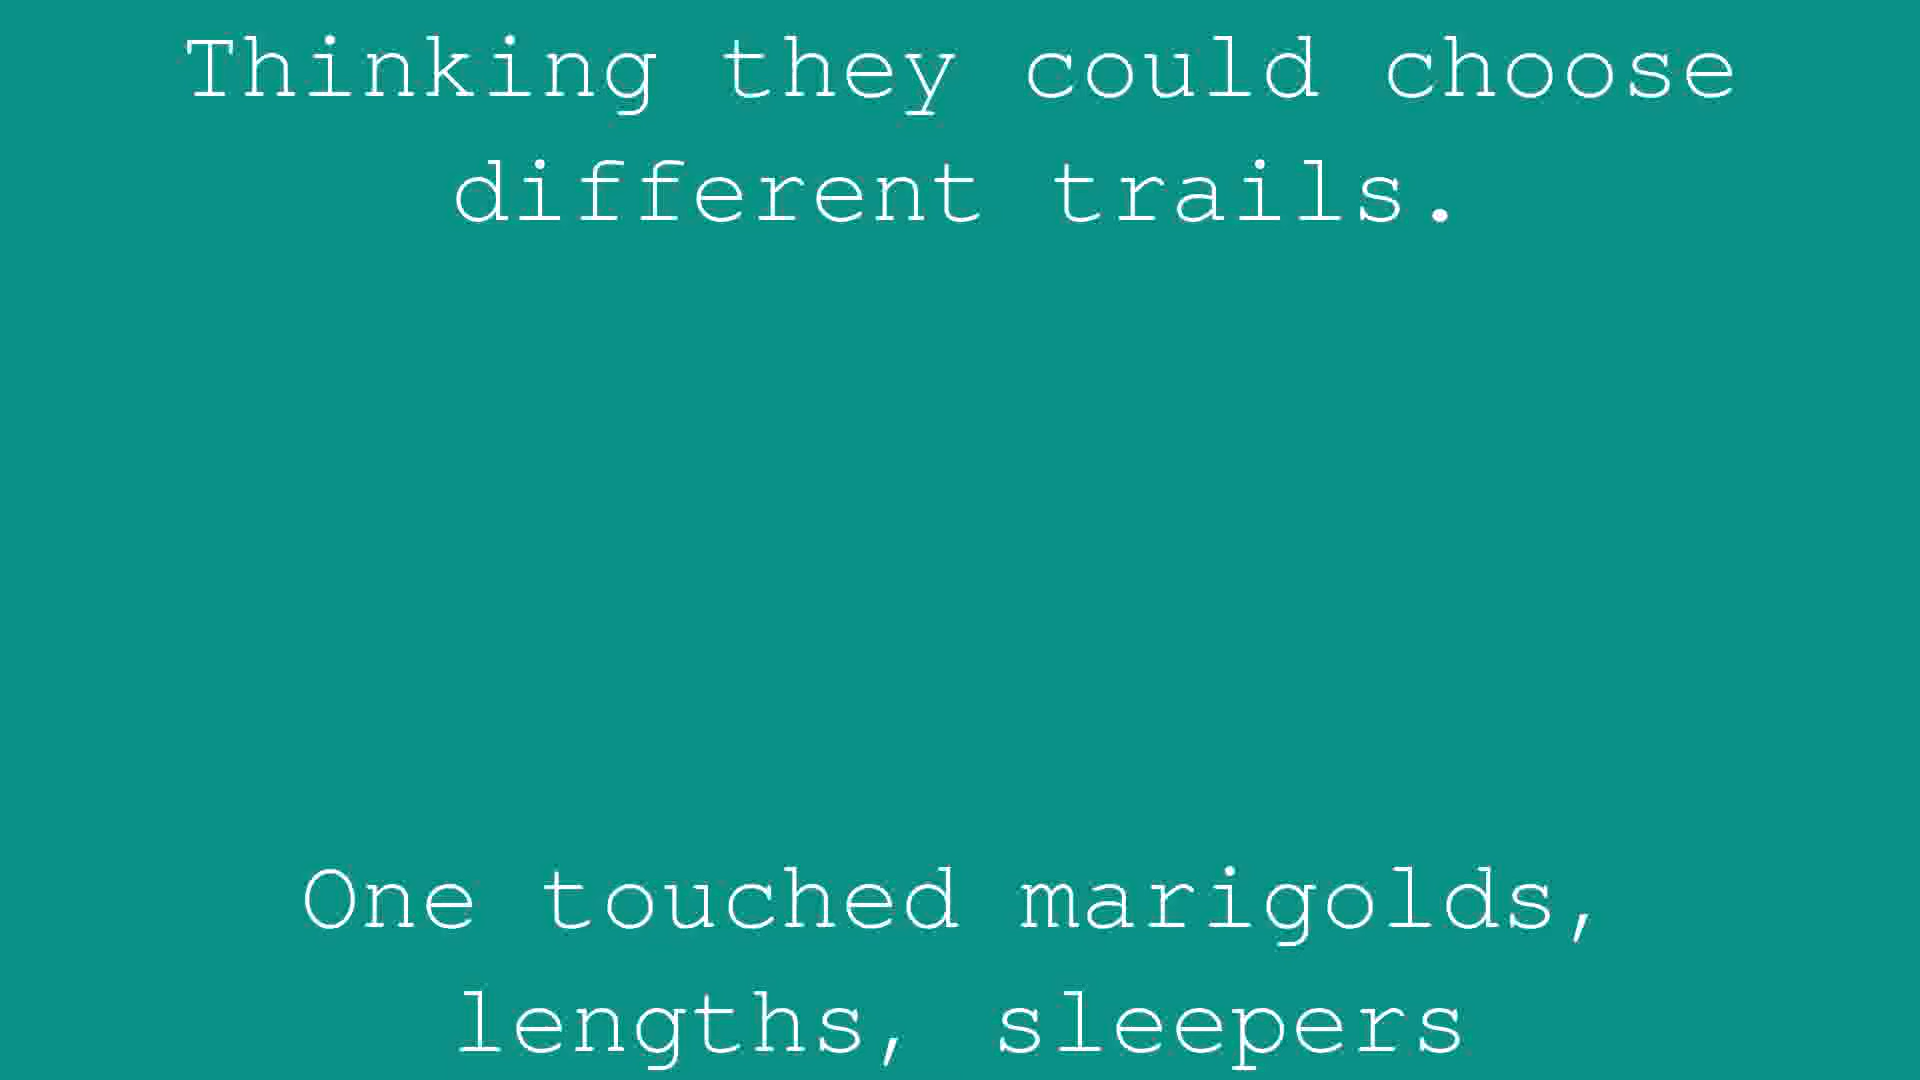 Thinking they could choose
different trails.
One touched marigolds,
lengths, sleepers